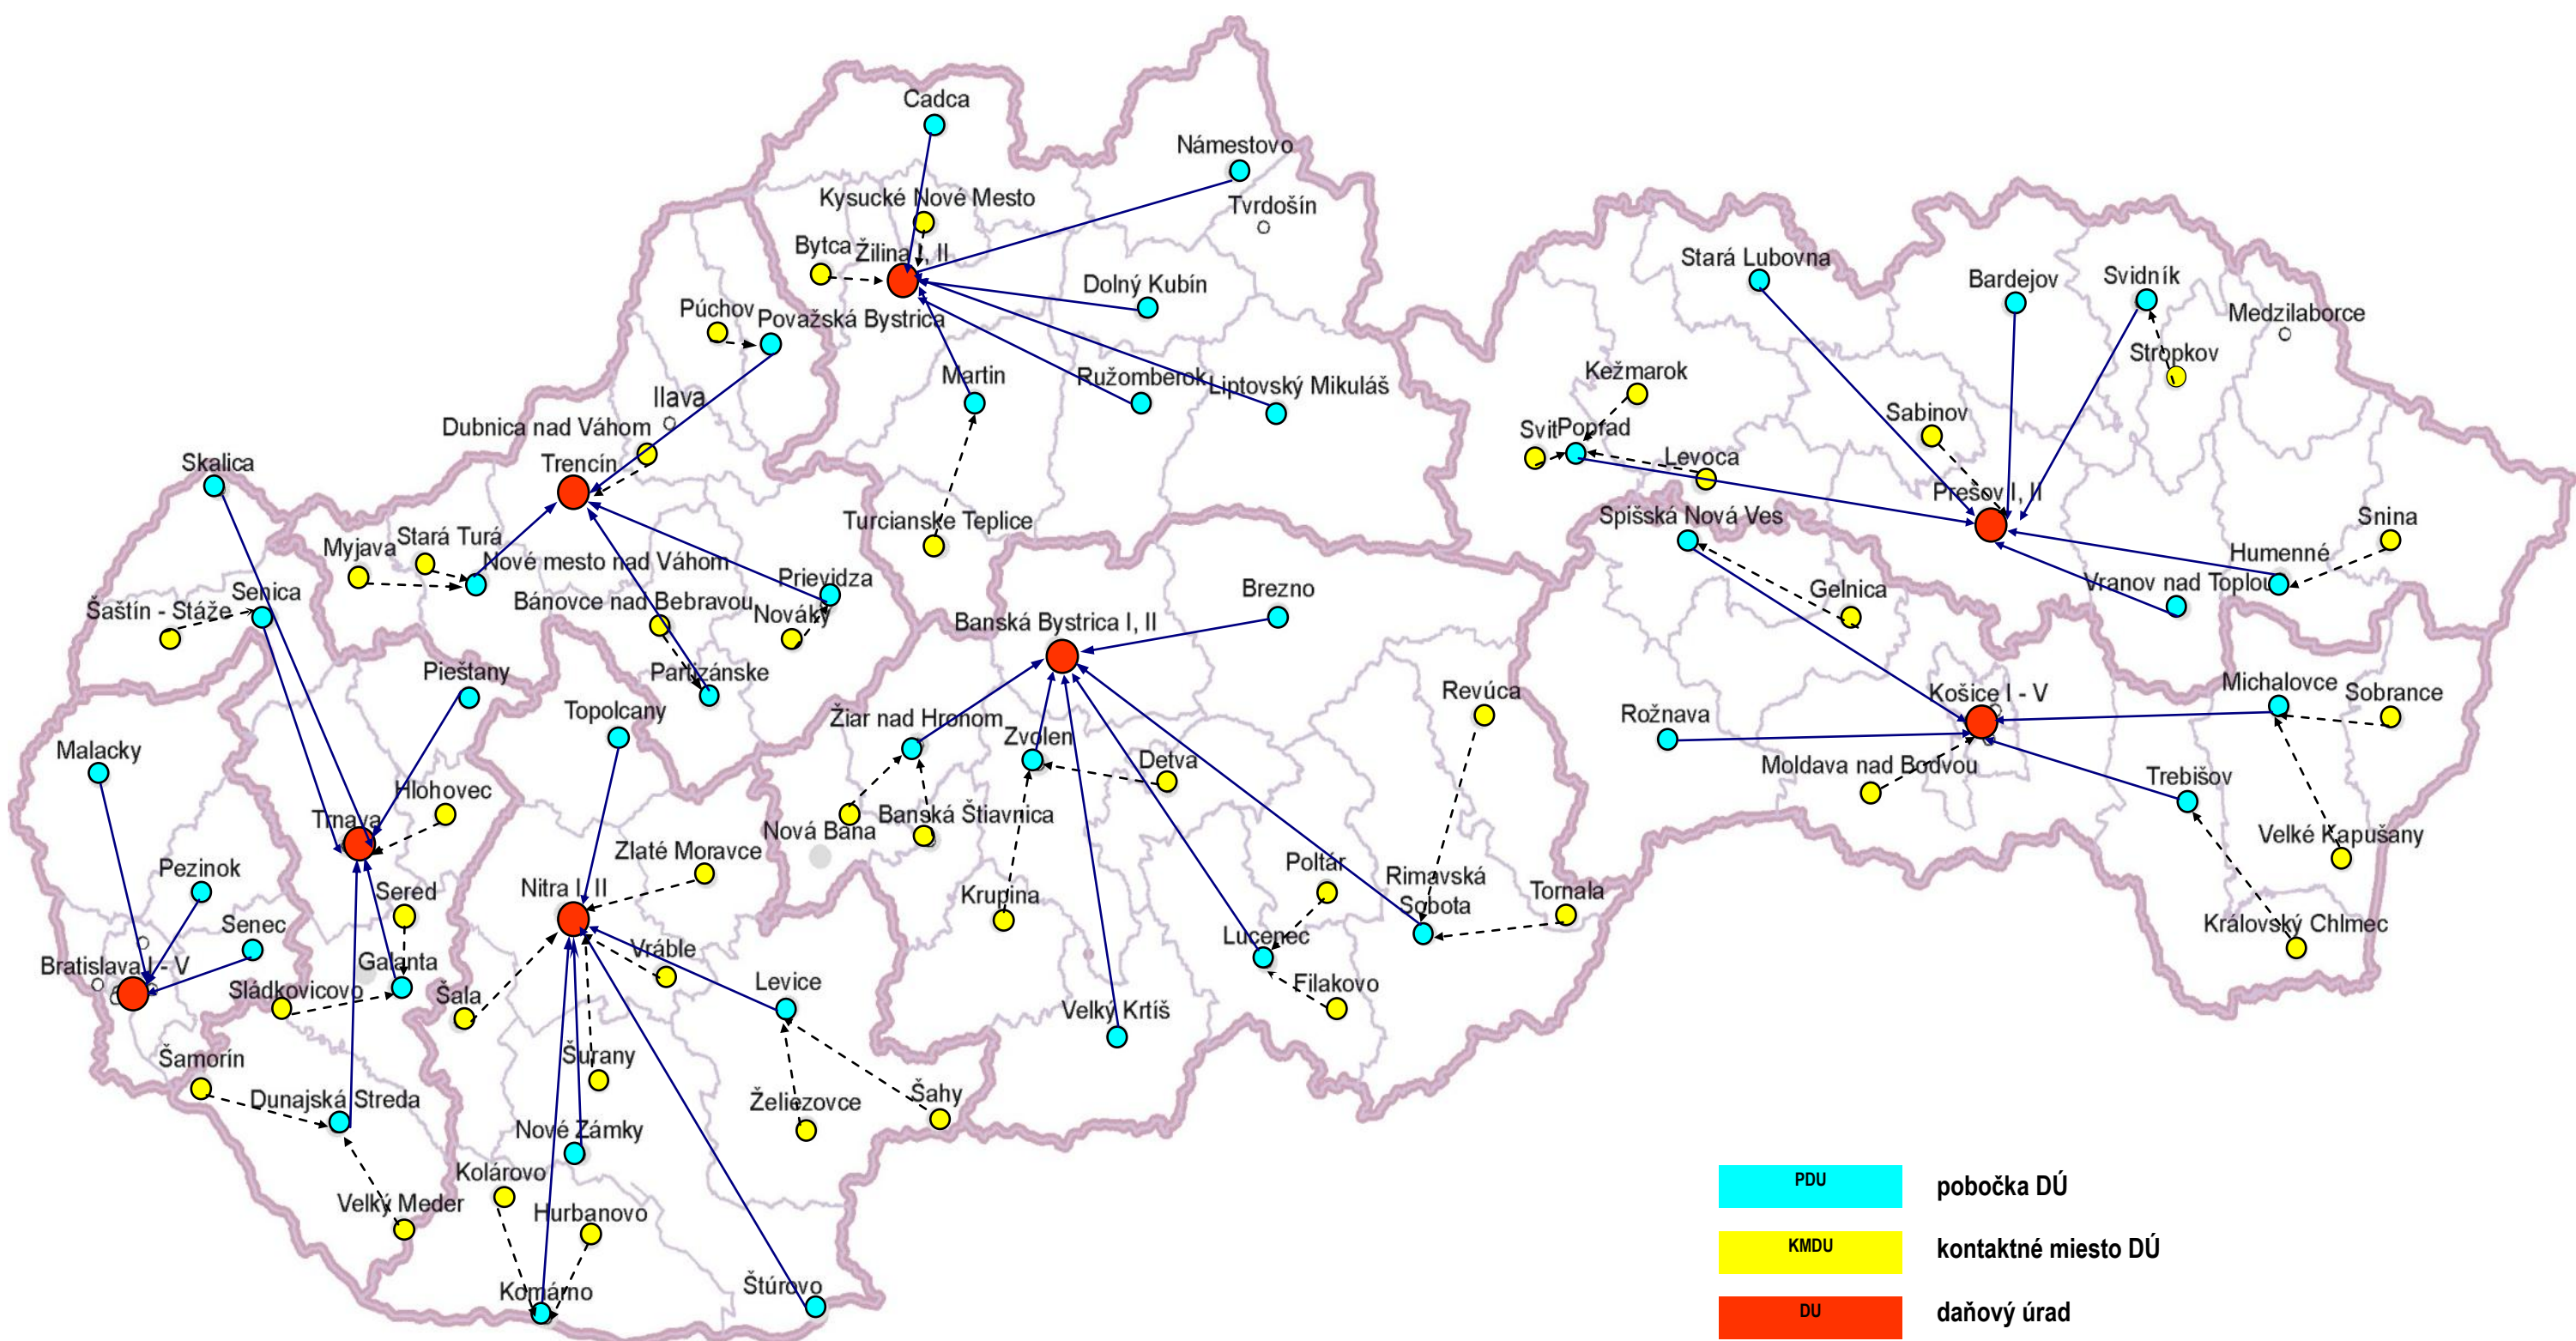 Cadca
Námestovo
Kysucké Nové Mesto
Tvrdošín
Bytca
Žilina I, II
Stará Lubovna
Bardejov
Svidník
Dolný Kubín
Medzilaborce
Púchov
Považská Bystrica
Stropkov
Martin
Ružomberok
Liptovský Mikuláš
Kežmarok
Ilava
Sabinov
Dubnica nad Váhom
Svit
Poprad
Levoca
Skalica
Trencín
Prešov I, II
Turcianske Teplice
Spišská Nová Ves
Snina
Stará Turá
Myjava
Nové mesto nad Váhom
Humenné
Prievidza
Vranov nad Toplou
Senica
Bánovce nad Bebravou
Brezno
Gelnica
Šaštín - Stáže
Nováky
Banská Bystrica I, II
Pieštany
Partizánske
Michalovce
Revúca
Sobrance
Košice I - V
Topolcany
Žiar nad Hronom
Rožnava
Zvolen
Malacky
Detva
Moldava nad Bodvou
Trebišov
Hlohovec
Trnava
Nová Bana
Banská Štiavnica
Velké Kapušany
Zlaté Moravce
Pezinok
Poltár
Rimavská
Sobota
Sered
Nitra I, II
Krupina
Tornala
Senec
Lucenec
Královský Chlmec
Bratislava I - V
Galanta
Vráble
Sládkovicovo
Šala
Levice
Filakovo
Velký Krtíš
Šamorín
Šurany
Dunajská Streda
Želiezovce
Šahy
Nové Zámky
Kolárovo
Velký Meder
Hurbanovo
Komárno
Štúrovo
PDU pobočka DÚ
KMDU kontaktné miesto DÚ
DU daňový úrad